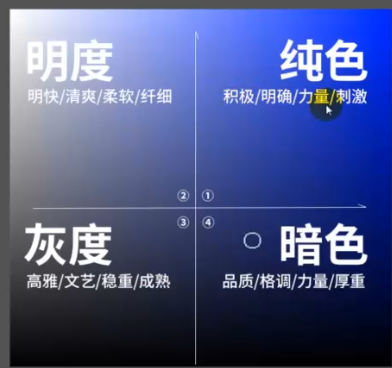 明度
明快/清爽/柔软/纤细
纯色
积极/明确/力量/刺激
② ①
③ ④
灰度
高雅/文艺/稳重/成熟
暗色
品质/格调/力量/厚重